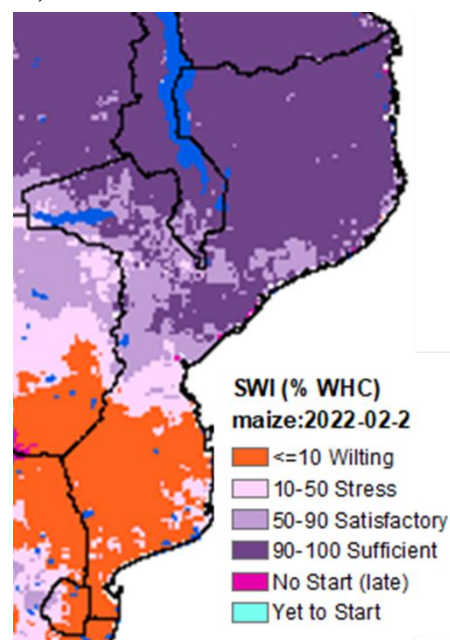 SWI (% WHC)
maize:2022-02-2
<=10 Wilting
10-50 Stress
50-90 Satisfactory
90-100 Sufficient
No Start (late)
Yet to Start